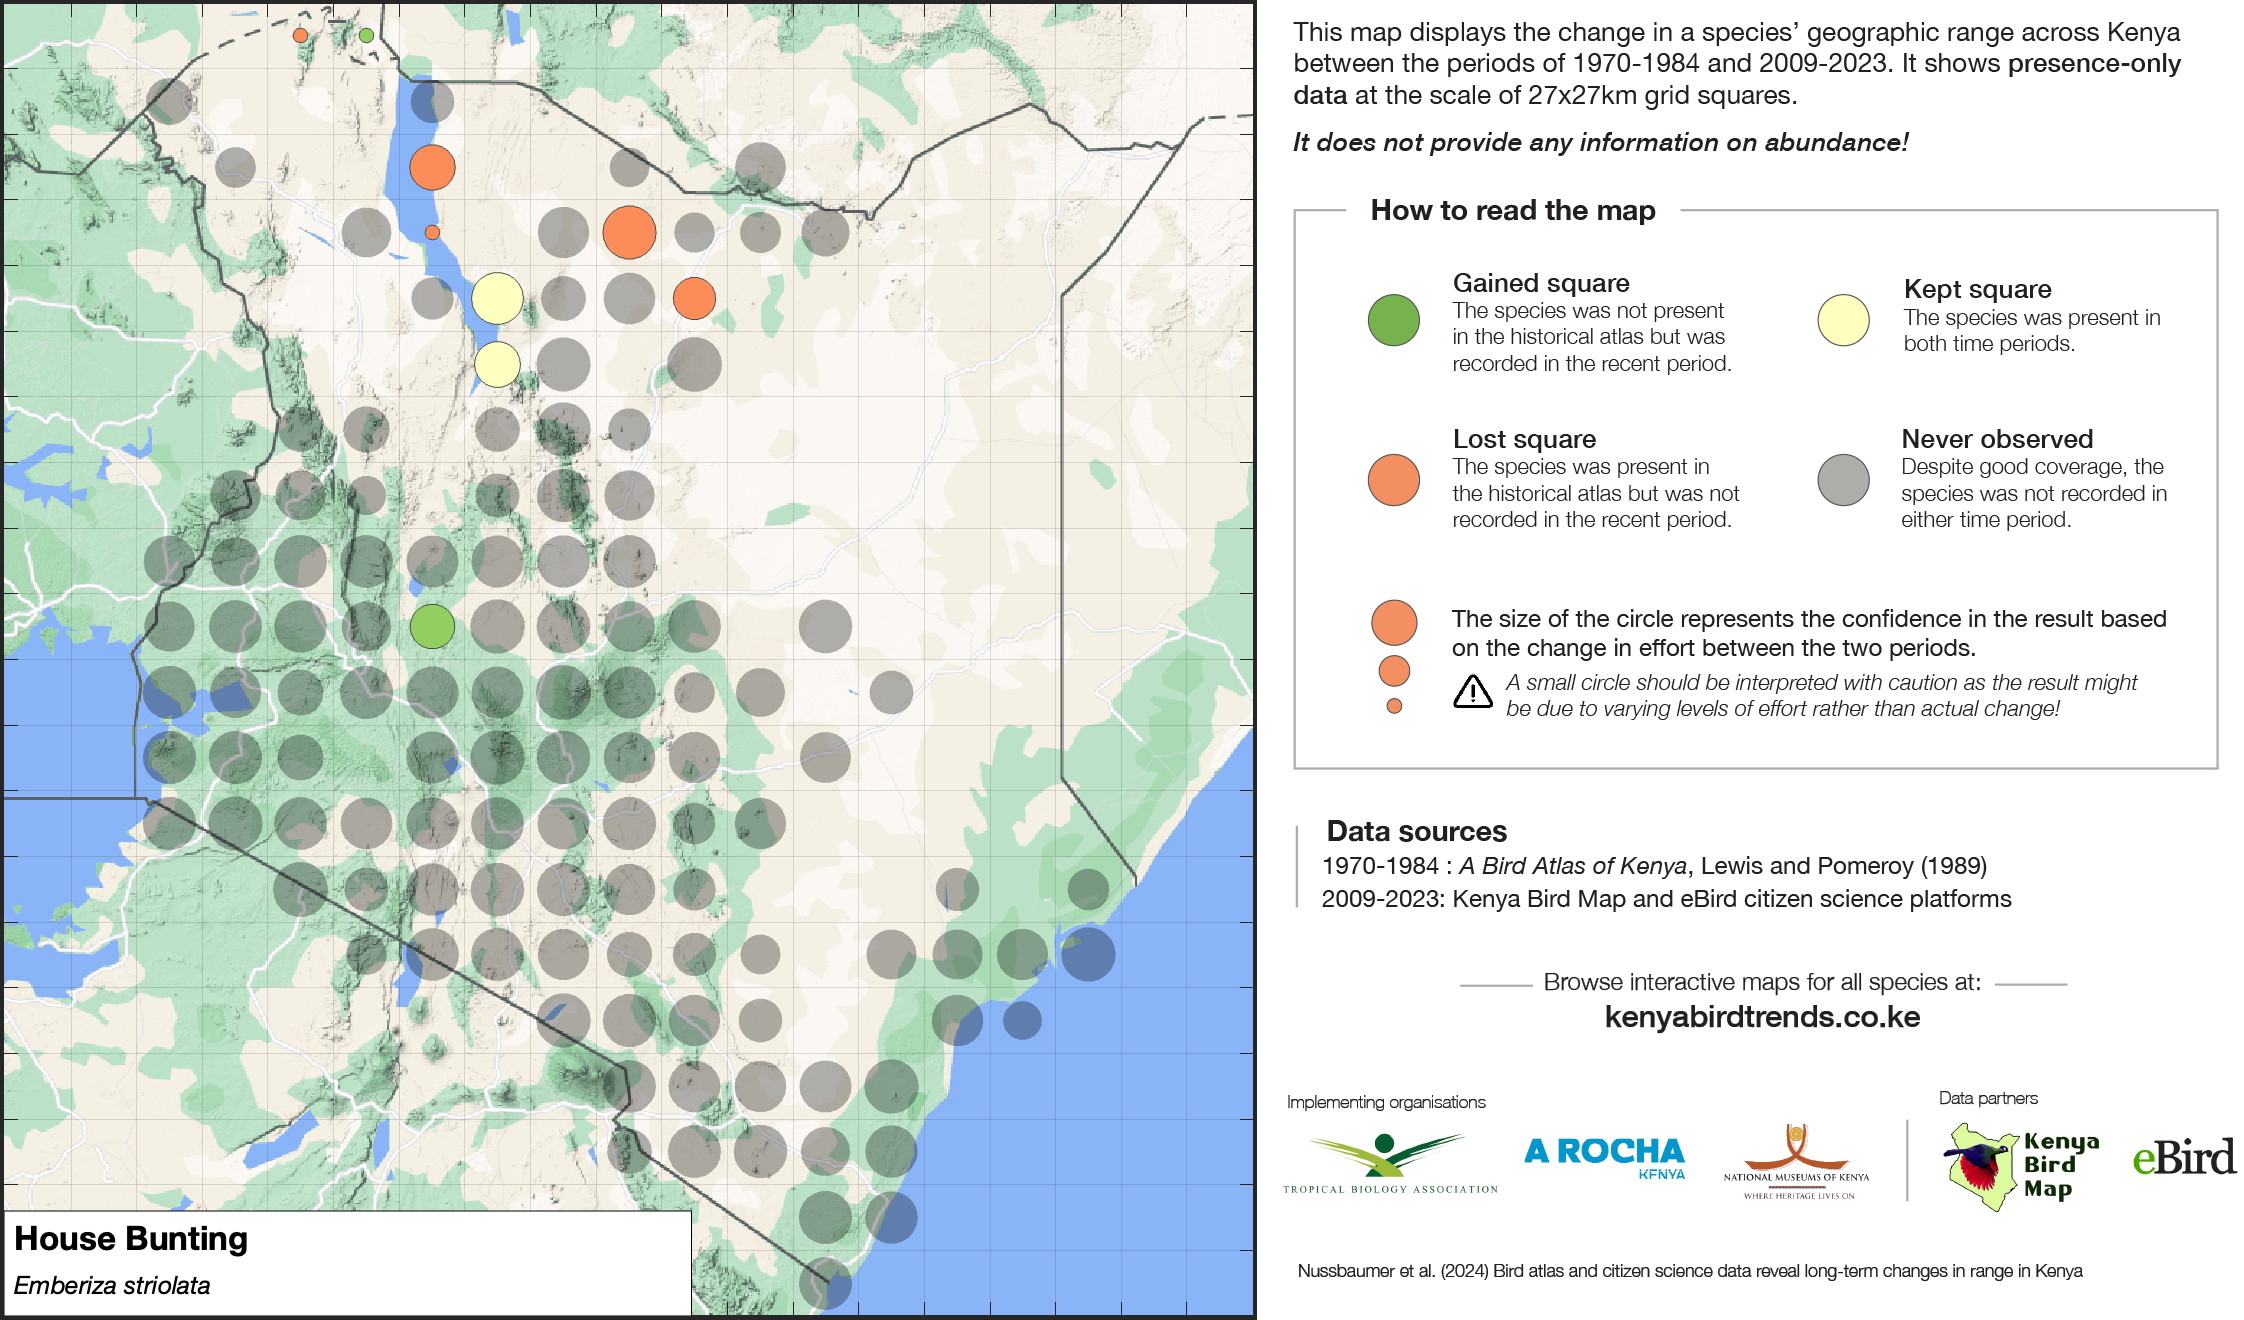 This map displays the change in a species’ geographic range across Kenya
between the periods of 1970-1984 and 2009-2023. It shows presence-only
data at the scale of 27x27km grid squares.
It does not provide any information on abundance!
How to read the map
Gained square
The species was not present
in the historical atlas but was
recorded in the recent period.
Kept square
The species was present in
both time periods.
Lost square
The species was present in
the historical atlas but was not
recorded in the recent period.
Never observed
Despite good coverage, the
species was not recorded in
either time period.
The size of the circle represents the confidence in the result based
on the change in effort between the two periods.
A small circle should be interpreted with caution as the result might
be due to varying levels of effort rather than actual change!
Data sources
1970-1984 : A Bird Atlas of Kenya, Lewis and Pomeroy (1989)
2009-2023: Kenya Bird Map and eBird citizen science platforms
Browse interactive maps for all species at:
kenyabirdtrends.co.ke
Implementing organisations
TROPICAL BIOLOGY ASSOCIATION
A ROCHA
KENYA
NATIONAL MUSEUMS OF KENYA
WHERE HERITAGE LIVES ON
Data partners
Kenya
Bird
Map
eBird
Nussbaumer et al. (2024) Bird atlas and citizen science data reveal long-term changes in range in Kenya
House Bunting
Emberiza striolata